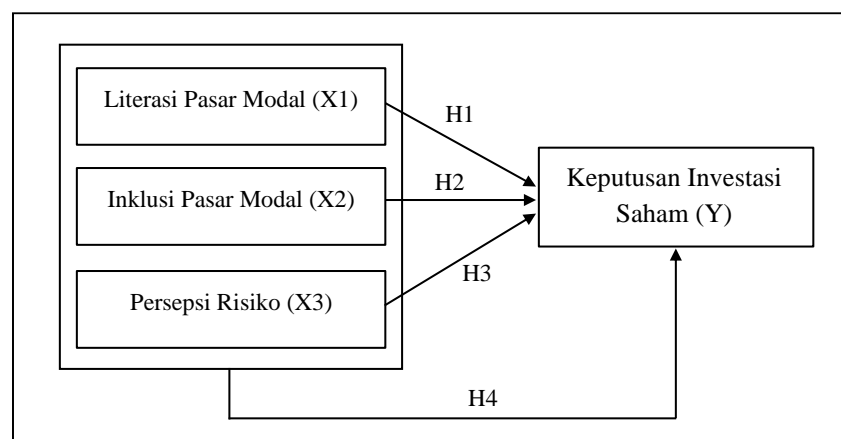 Literasi Pasar Modal (X1)
H1
Inklusi Pasar Modal (X2)
H2
Keputusan Investasi
Saham (Y)
Persepsi Risiko (X3)
H3
H4